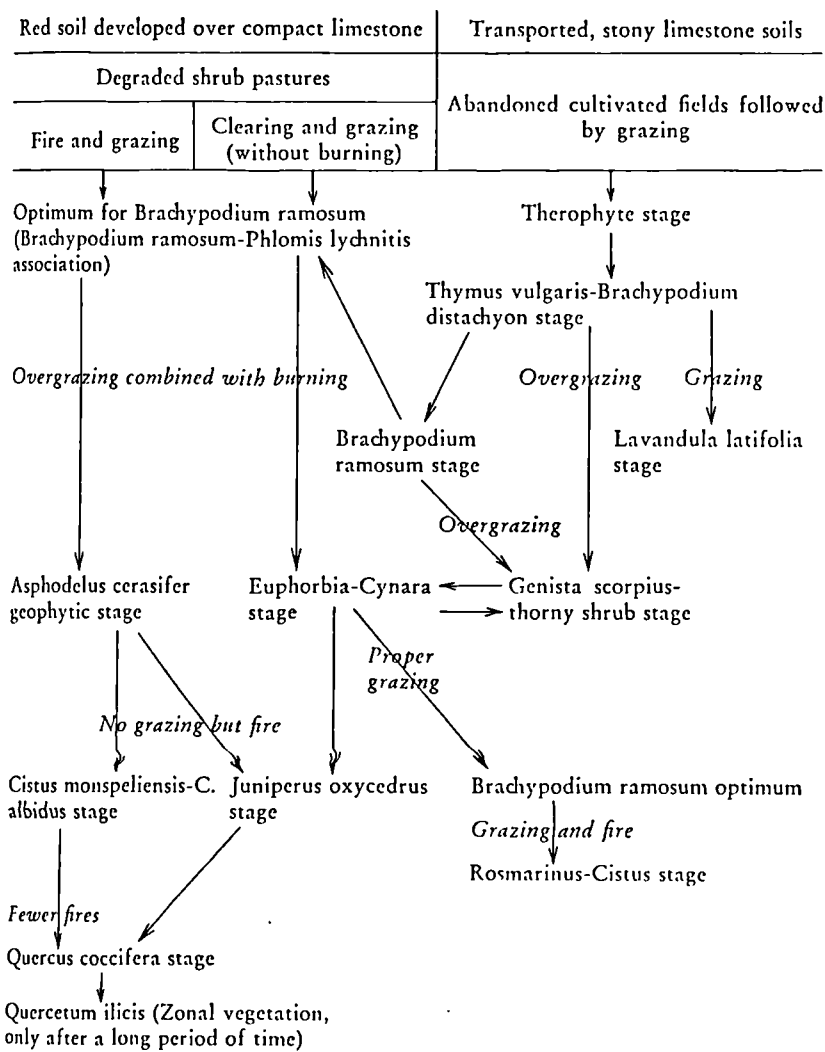 Red soil developed over compact limestone
Transported, stony limestone soils
Degraded shrub pastures
Abandoned cultivated fields followed
by grazing
Fire and grazing
Clearing and grazing
(without burning)
Optimum for Brachypodium ramosum
(Brachypodium ramosum-Phlomis lychnitis
association)
Therophyte stage
Thymus vulgaris-Brachypodium
distachyon stage
Overgrazing combined with burning
Overgrazing
Grazing
Brachypodium
ramosum stage
Lavandula latifolia
stage
Overgrazing
Asphodelus cerasifer
geophytic stage
Euphorbia-Cynara
stage
Genista scorpius-
thorny shrub stage
Proper
grazing
No grazing but fire
Cistus monspeliensis-C.
albidus stage
Juniperus oxycedrus
stage
Brachypodium ramosum optimum
Grazing and fire
Rosmarinus-Cistus stage
Fewer fires
Quercus coccifera stage
Quercetum ilicis (Zonal vegetation,
only after a long period of time)